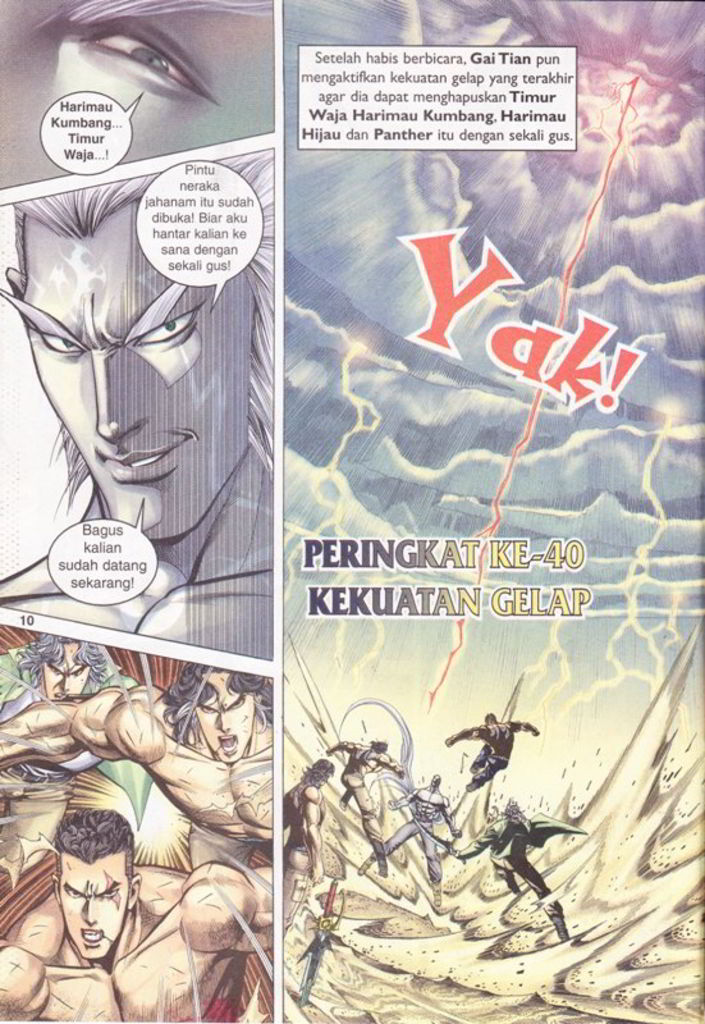 Harimau
Kumbang...
Timur
Waja...!
Pintu
neraka
jahanam itu sudah
dibuka! Biar aku
hantar kalian ke
sana dengan
sekali gus!
Bagus
kalian
sudah datang
sekarang!
10
Setelah habis berbicara, Gai Tian pun
mengaktifkan kekuatan gelap yang terakhir
agar dia dapat menghapuskan Timur
Waja Harimau Kumbang, Harimau
Hijau dan Panther itu dengan sekali gus.
Yak!
PERINGKAT KE-40
KEKUATAN GELAP